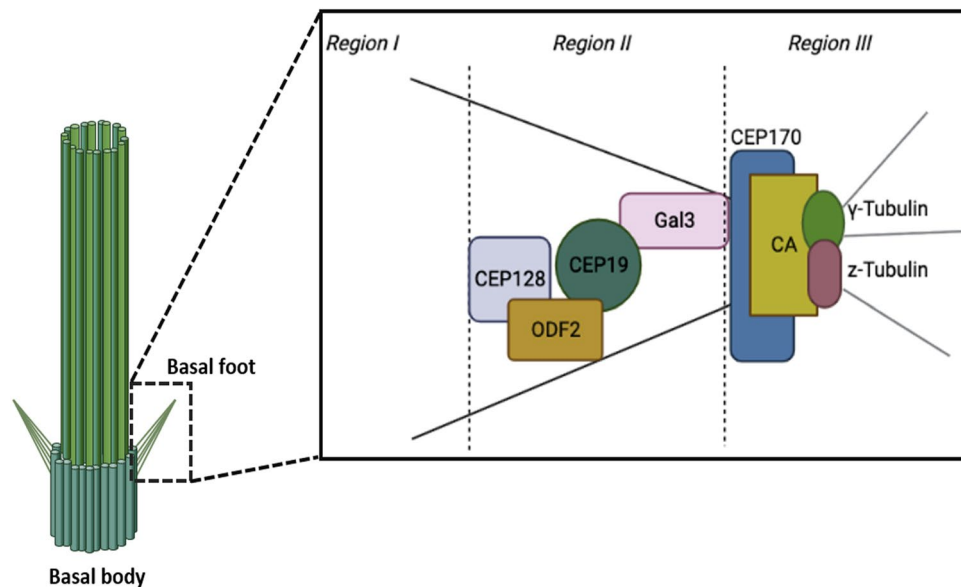 Region I
Region II
Region III
CEP170
Gal3
γ-Tubulin
CA
CEP19
CEP128
z-Tubulin
ODF2
Basal foot
Basal body